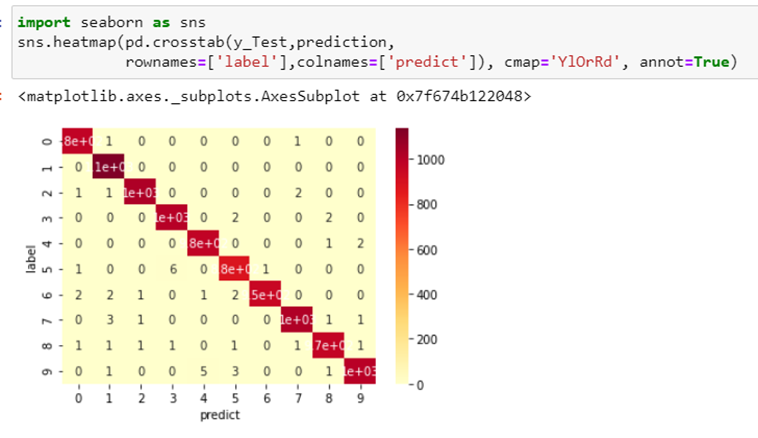 import seaborn as sns
sns.heatmap(pd.crosstab(y_Test,prediction,
rownames=['label'],colnames=['predict']), cmap='YlOrRd', annot=True)
<matplotlib.axes._subplots.AxesSubplot at 0x7f674b122048>
0 8e+0 1 0 0 0 0 0 1 0 0
1 0 1e+0 0 0 0 0 0 0 0 0
2 1 1 1e+03 0 0 0 0 2 0 0
3 0 0 0 1e+03 0 2 0 0 2 0
4 0 0 0 0 8e+0 0 0 0 1 2
5 1 0 0 6 0 8e+0 1 0 0 0
6 2 2 1 0 1 2 5e+0 0 0 0
7 0 3 1 0 0 0 0 1e+03 1 1
8 1 1 1 1 0 1 0 1 7e+0 1
9 0 1 0 0 5 3 0 0 1 1e+03
0 1 2 3 4 5 6 7 8 9
label
predict
1000
800
600
400
200
0